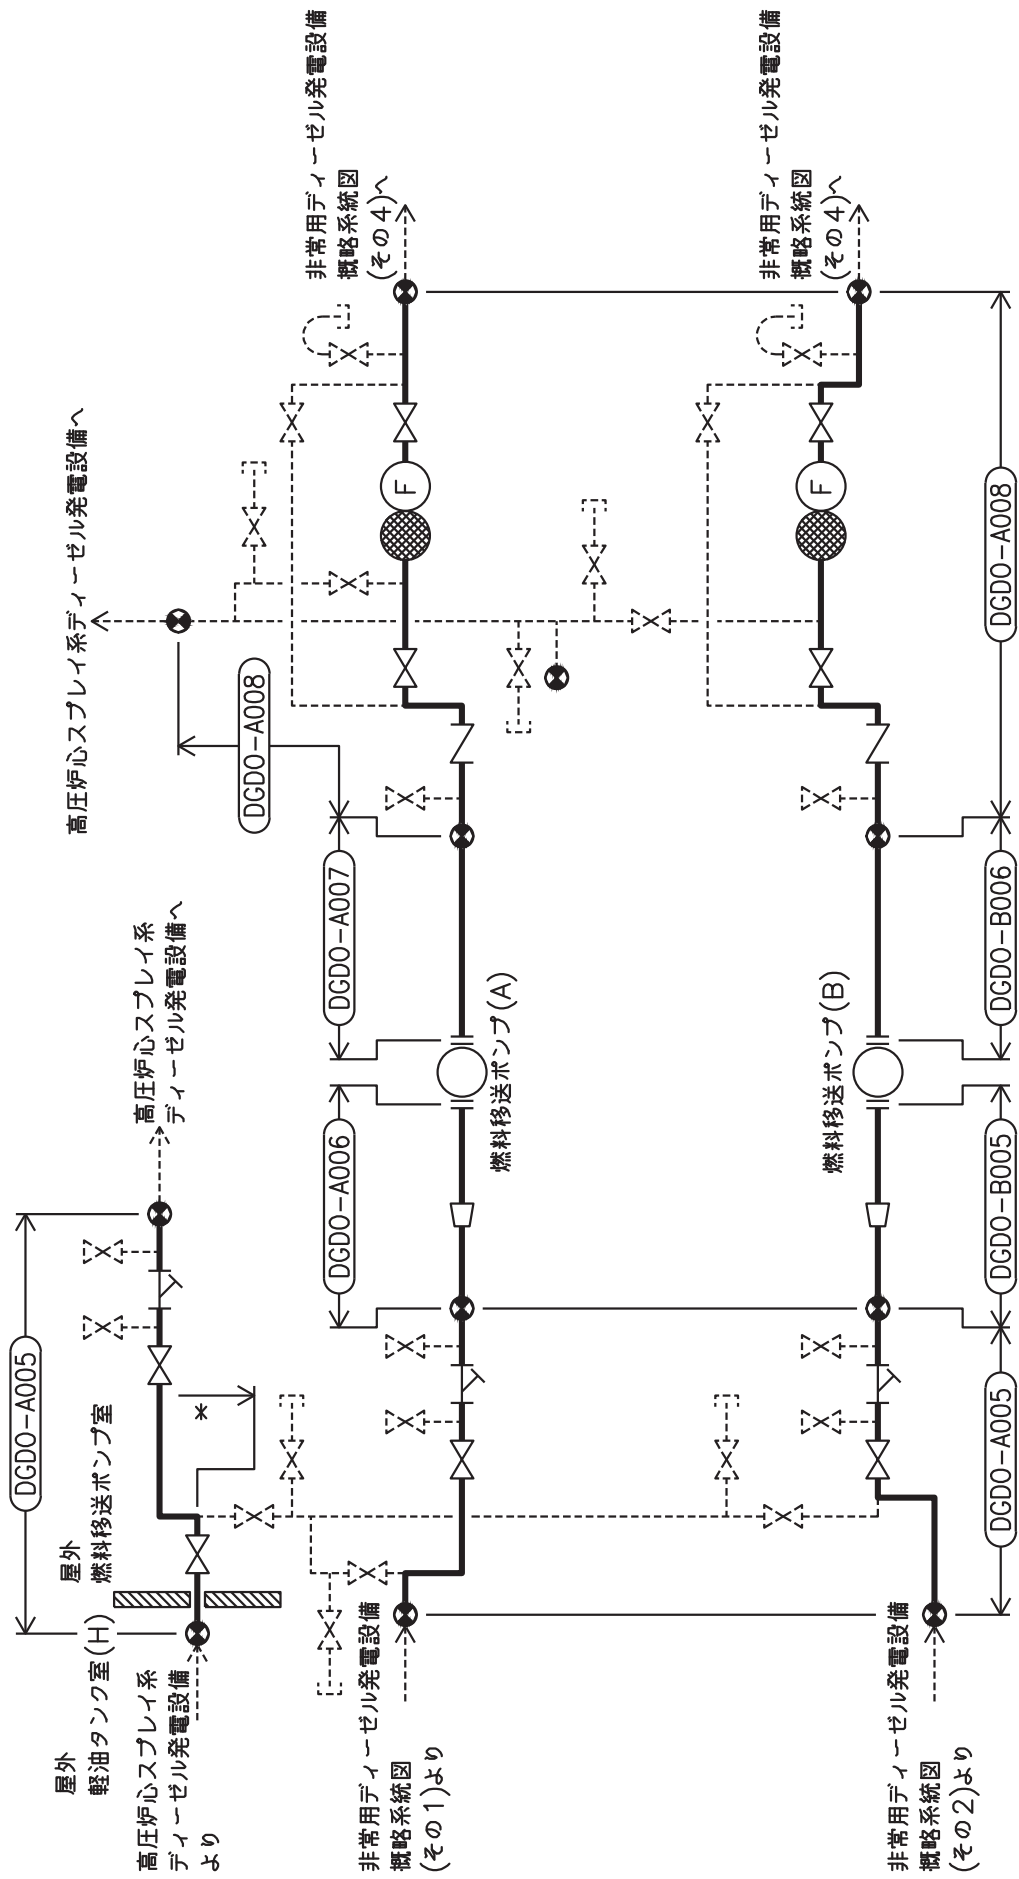 屋外
軽油タンク室(H)
屋外
燃料移送ポンプ室
DGDO-A005
高圧炉心スプレイ系
ディーゼル発電設備
より
*
高圧炉心スプレイ系
ディーゼル発電設備へ
高圧炉心スプレイ系ディーゼル発電設備へ
DGDO-A008
非常用ディーゼル発電設備
概略系統図
(その1)より
DGDO-A006
DGDO-A007
燃料移送ポンプ(A)
F
非常用ディーゼル発電設備
概略系統図
(その4)へ
非常用ディーゼル発電設備
概略系統図
(その2)より
燃料移送ポンプ(B)
F
非常用ディーゼル発電設備
概略系統図
(その4)へ
DGDO-A005
DGDO-B005
DGDO-B006
DGDO-A008